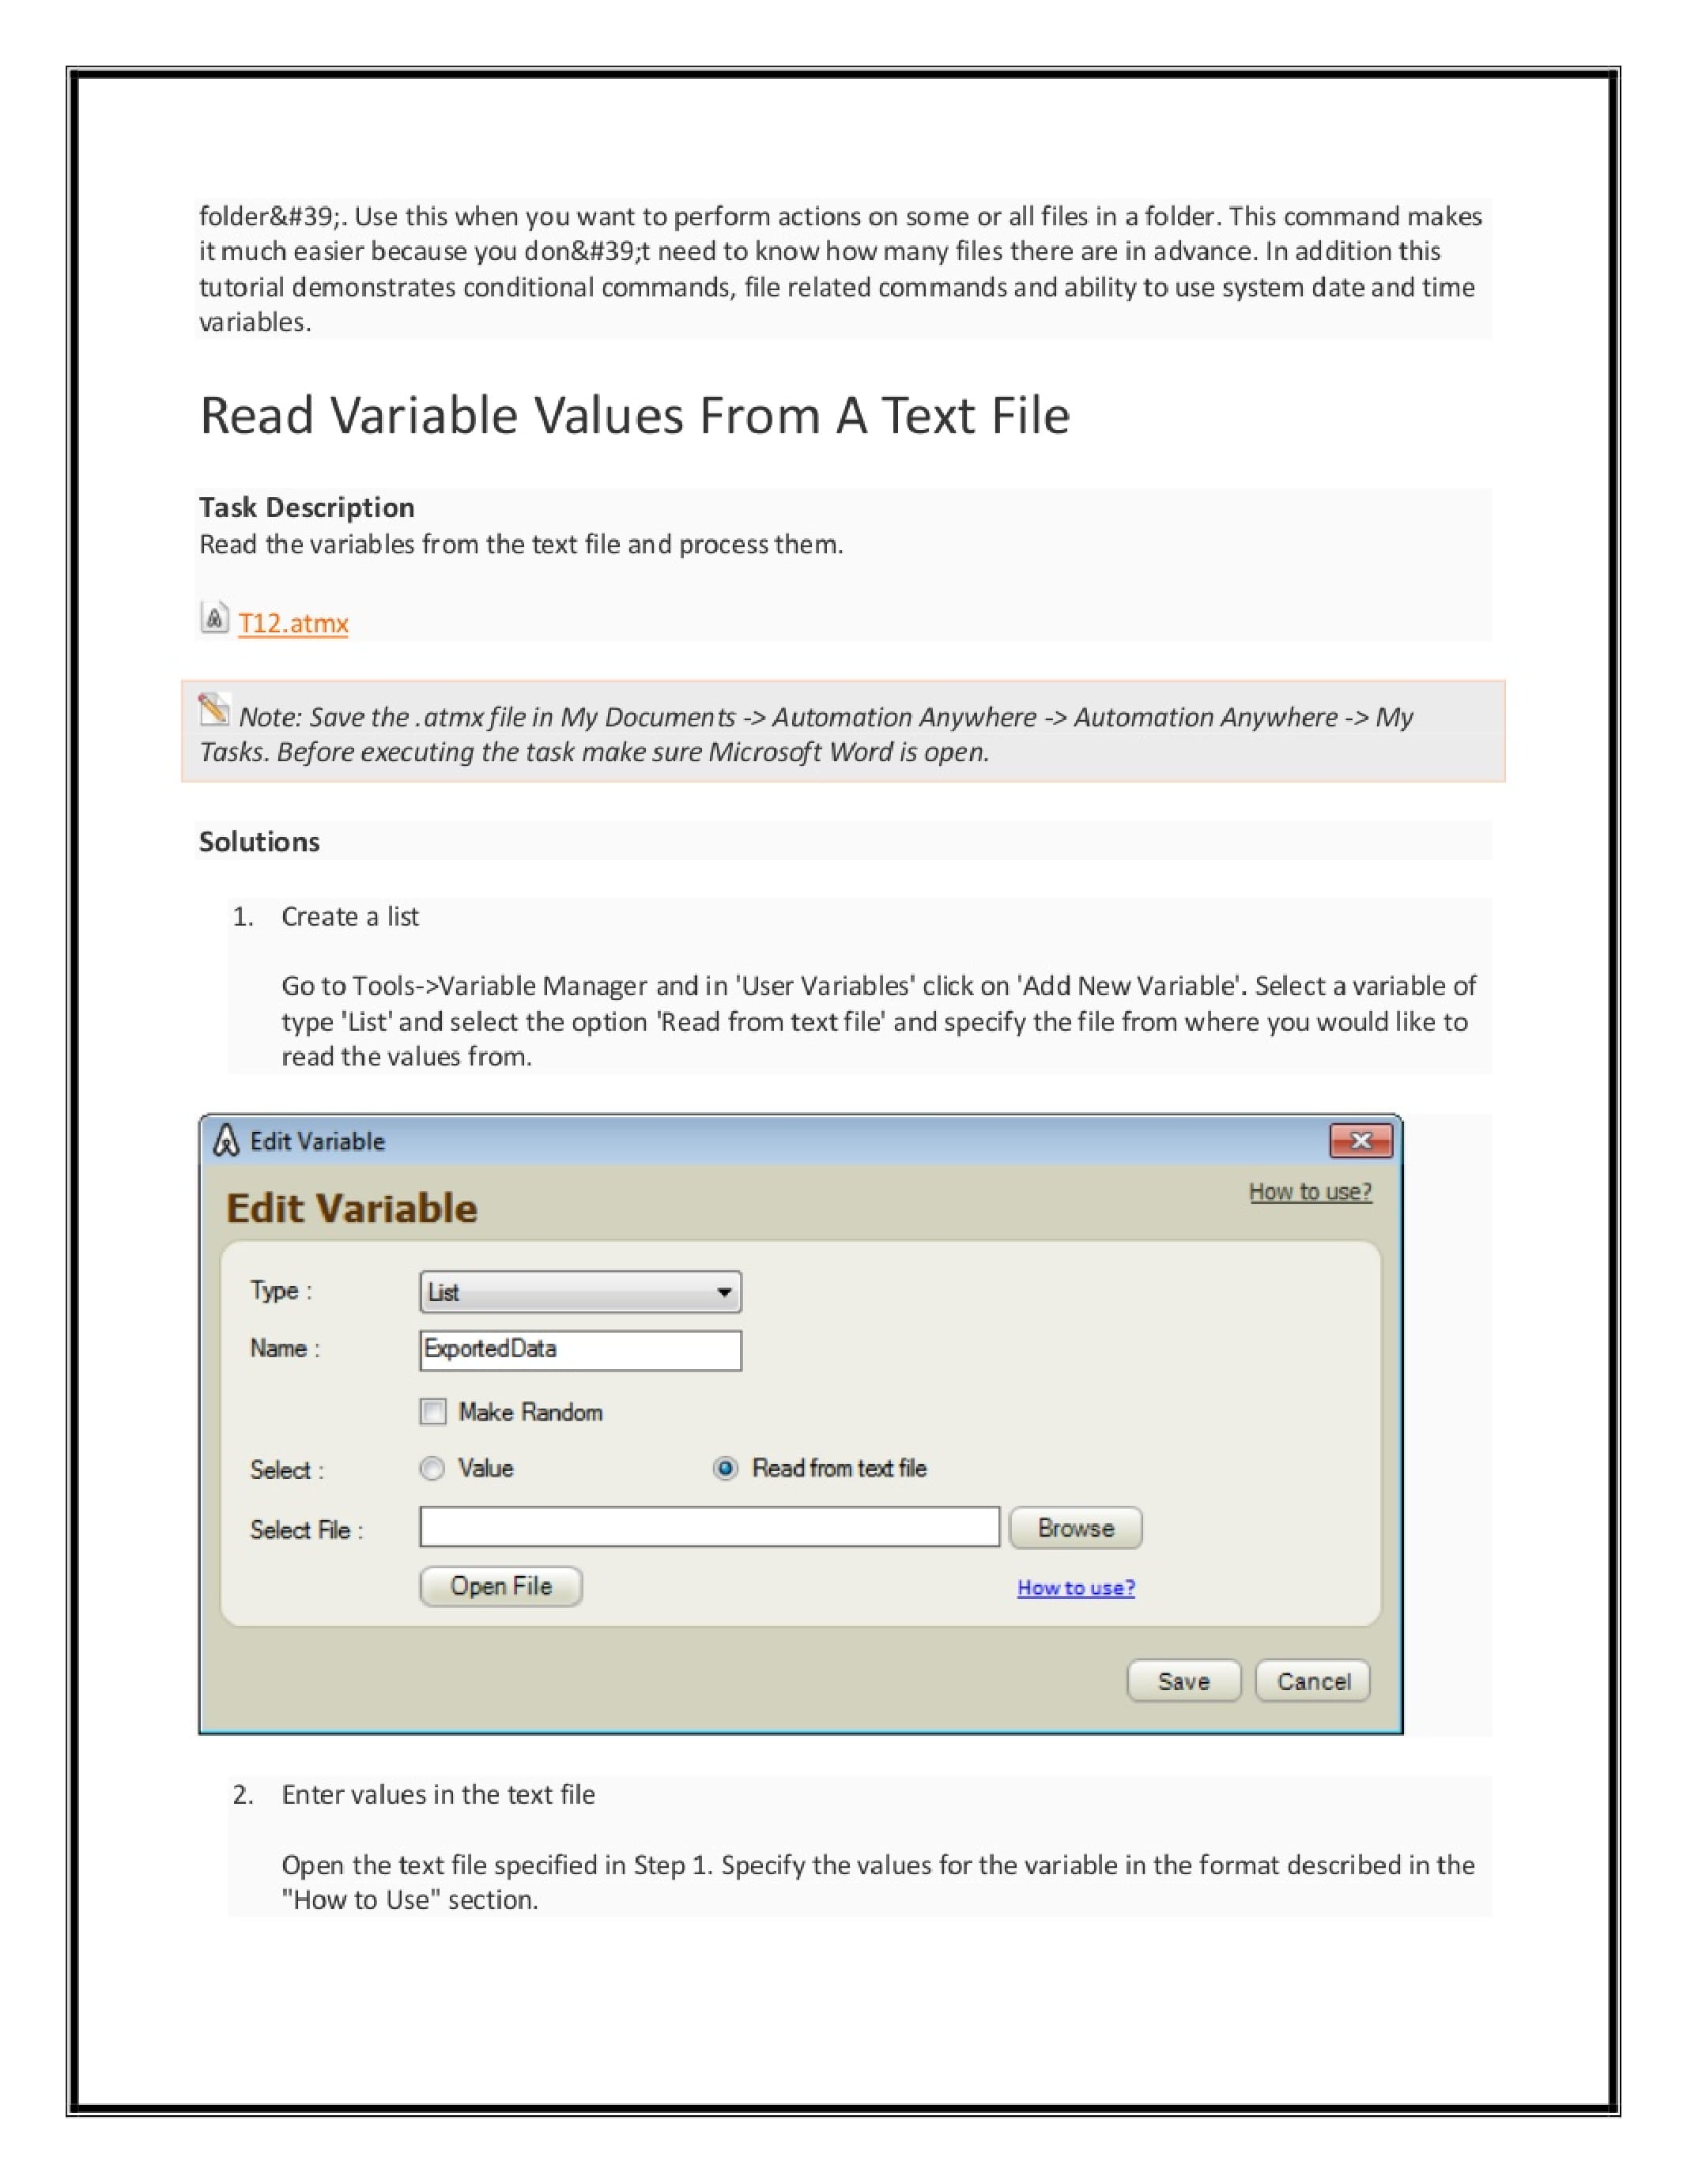 folder&#39;. Use this when you want to perform actions on some or all files in a folder. This command makes
it much easier because you don&#39;t need to know how many files there are in advance. In addition this
tutorial demonstrates conditional commands, file related commands and ability to use system date and time
variables.
Read Variable Values From A Text File
Task Description
Read the variables from the text file and process them.
T12.atmx
Note: Save the .atmx file in My Documents -> Automation Anywhere -> Automation Anywhere -> My
Tasks. Before executing the task make sure Microsoft Word is open.
Solutions
1. Create a list
Go to Tools->Variable Manager and in 'User Variables' click on 'Add New Variable'. Select a variable of
type 'List' and select the option 'Read from text file' and specify the file from where you would like to
read the values from.
Edit Variable
How to use?
Edit Variable
Type : List
Name : ExportedData
Make Random
Select : Value Read from text file
Select File : Browse
Open File How to use?
Save Cancel
2. Enter values in the text file
Open the text file specified in Step 1. Specify the values for the variable in the format described in the
"How to Use" section.